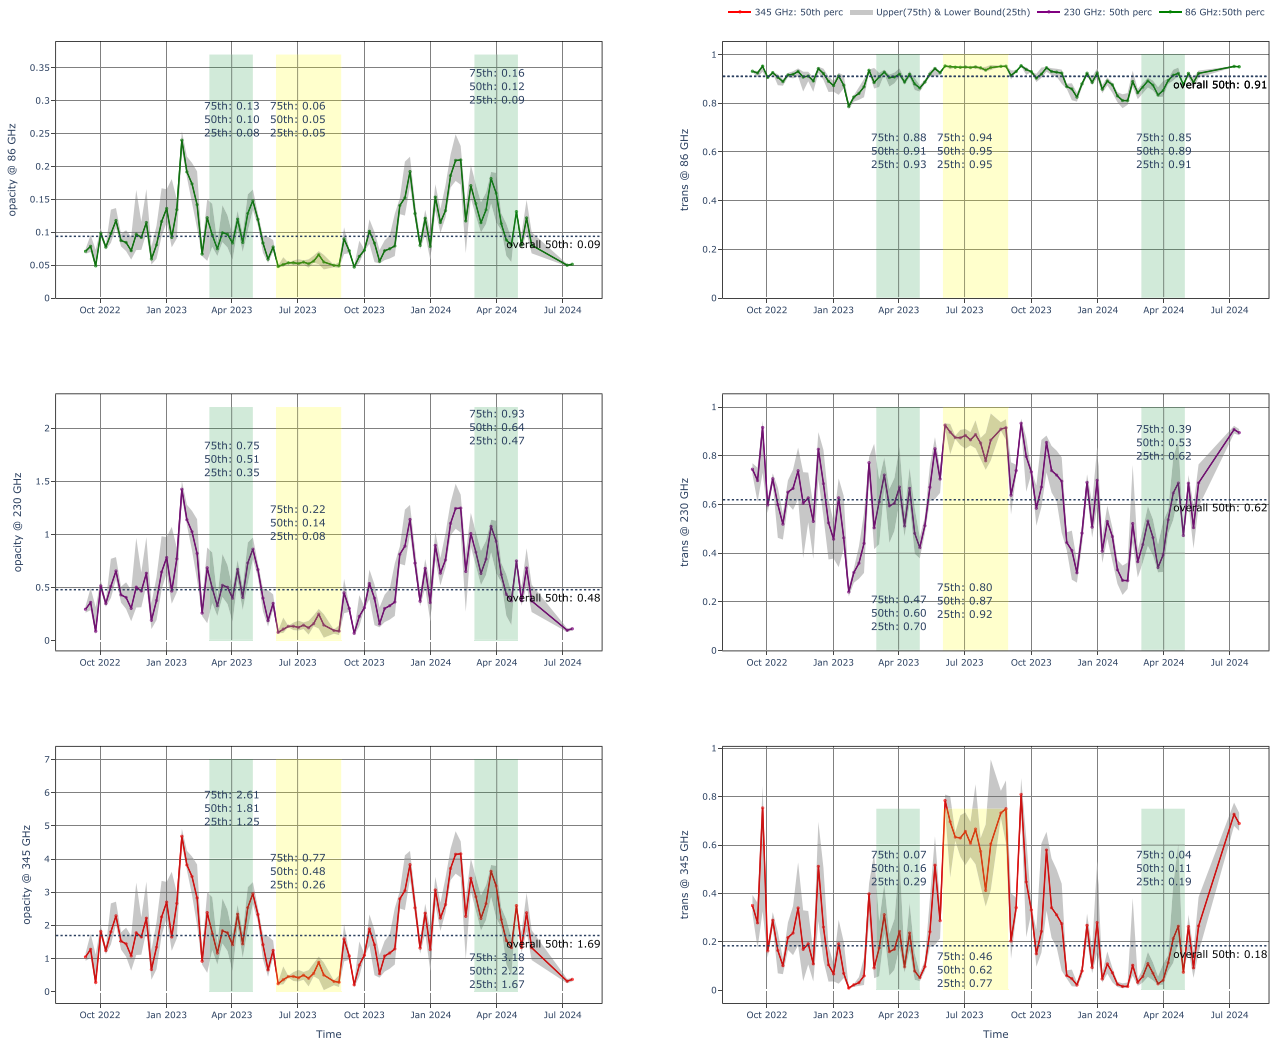 345 GHz: 50th perc
Upper(75th) & Lower Bound(25th)
230 GHz: 50th perc
86 GHz:50th perc
opacity @ 86 GHz
0.35
0.3
0.25
0.2
0.15
0.1
0.05
0
75th: 0.13
50th: 0.10
25th: 0.08
75th: 0.06
50th: 0.05
25th: 0.05
75th: 0.16
50th: 0.12
25th: 0.09
overall 50th: 0.09
Oct 2022
Jan 2023
Apr 2023
Jul 2023
Oct 2023
Jan 2024
Apr 2024
Jul 2024
trans @ 86 GHz
1
0.8
0.6
0.4
0.2
0
75th: 0.88
50th: 0.91
25th: 0.93
75th: 0.94
50th: 0.95
25th: 0.95
75th: 0.85
50th: 0.89
25th: 0.91
overall 50th: 0.91
Oct 2022
Jan 2023
Apr 2023
Jul 2023
Oct 2023
Jan 2024
Apr 2024
Jul 2024
opacity @ 230 GHz
2
1.5
1
0.5
0
75th: 0.75
50th: 0.51
25th: 0.35
75th: 0.22
50th: 0.14
25th: 0.08
75th: 0.93
50th: 0.64
25th: 0.47
overall 50th: 0.48
Oct 2022
Jan 2023
Apr 2023
Jul 2023
Oct 2023
Jan 2024
Apr 2024
Jul 2024
trans @ 230 GHz
1
0.8
0.6
0.4
0.2
0
75th: 0.47
50th: 0.60
25th: 0.70
75th: 0.80
50th: 0.87
25th: 0.92
75th: 0.39
50th: 0.53
25th: 0.62
overall 50th: 0.62
Oct 2022
Jan 2023
Apr 2023
Jul 2023
Oct 2023
Jan 2024
Apr 2024
Jul 2024
opacity @ 345 GHz
7
6
5
4
3
2
1
0
75th: 2.61
50th: 1.81
25th: 1.25
75th: 0.77
50th: 0.48
25th: 0.26
75th: 3.18
50th: 2.22
25th: 1.67
overall 50th: 1.69
Oct 2022
Jan 2023
Apr 2023
Jul 2023
Oct 2023
Jan 2024
Apr 2024
Jul 2024
Time
trans @ 345 GHz
1
0.8
0.6
0.4
0.2
0
75th: 0.07
50th: 0.16
25th: 0.29
75th: 0.46
50th: 0.62
25th: 0.77
75th: 0.04
50th: 0.11
25th: 0.19
overall 50th: 0.18
Oct 2022
Jan 2023
Apr 2023
Jul 2023
Oct 2023
Jan 2024
Apr 2024
Jul 2024
Time